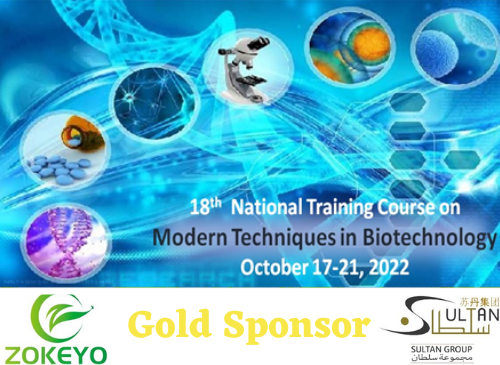 18th National Training Course on
Modern Techniques in Biotechnology
October 17-21, 2022
ZOKEYO
Gold Sponsor
苏丹集团
SULTAN
سلطان
SULTAN GROUP
مجموعة سلطان